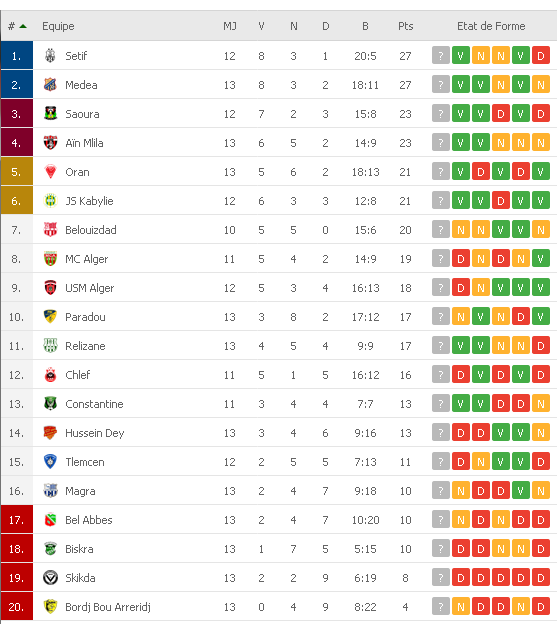 # Equipe MJ V N D B Pts Etat de Forme
1. Setif 12 8 3 1 20:5 27 ? V N N V D
2. Medea 13 8 3 2 18:11 27 ? V V N V N
3. Saoura 12 7 2 3 15:8 23 ? V V D V D
4. Aïn Mlila 13 6 5 2 14:9 23 ? V V N N N
5. Oran 13 5 6 2 18:13 21 ? V D V D V
6. JS Kabylie 12 6 3 3 12:8 21 ? V V D V V
7. Belouizdad 10 5 5 0 15:6 20 ? N N V V N
8. MC Alger 11 5 4 2 14:9 19 ? D N D N V
9. USM Alger 12 5 3 4 16:13 18 ? D N V V V
10. Paradou 13 3 8 2 17:12 17 ? N V N D V
11. Relizane 13 4 5 4 9:9 17 ? V V N N D
12. Chlef 11 5 1 5 16:12 16 ? D V D V D
13. Constantine 11 3 4 4 7:7 13 ? V V D D N
14. Hussein Dey 13 3 4 6 9:16 13 ? D D V V N
15. Tlemcen 12 2 5 5 7:13 11 ? D N V V D
16. Magra 13 2 4 7 9:18 10 ? N D D V N
17. Bel Abbes 13 2 4 7 10:20 10 ? N D N D D
18. Biskra 13 1 7 5 5:15 10 ? D D N N D
19. Skikda 13 2 2 9 6:19 8 ? D D D D D
20. Bordj Bou Arreridj 13 0 4 9 8:22 4 ? N D D N D